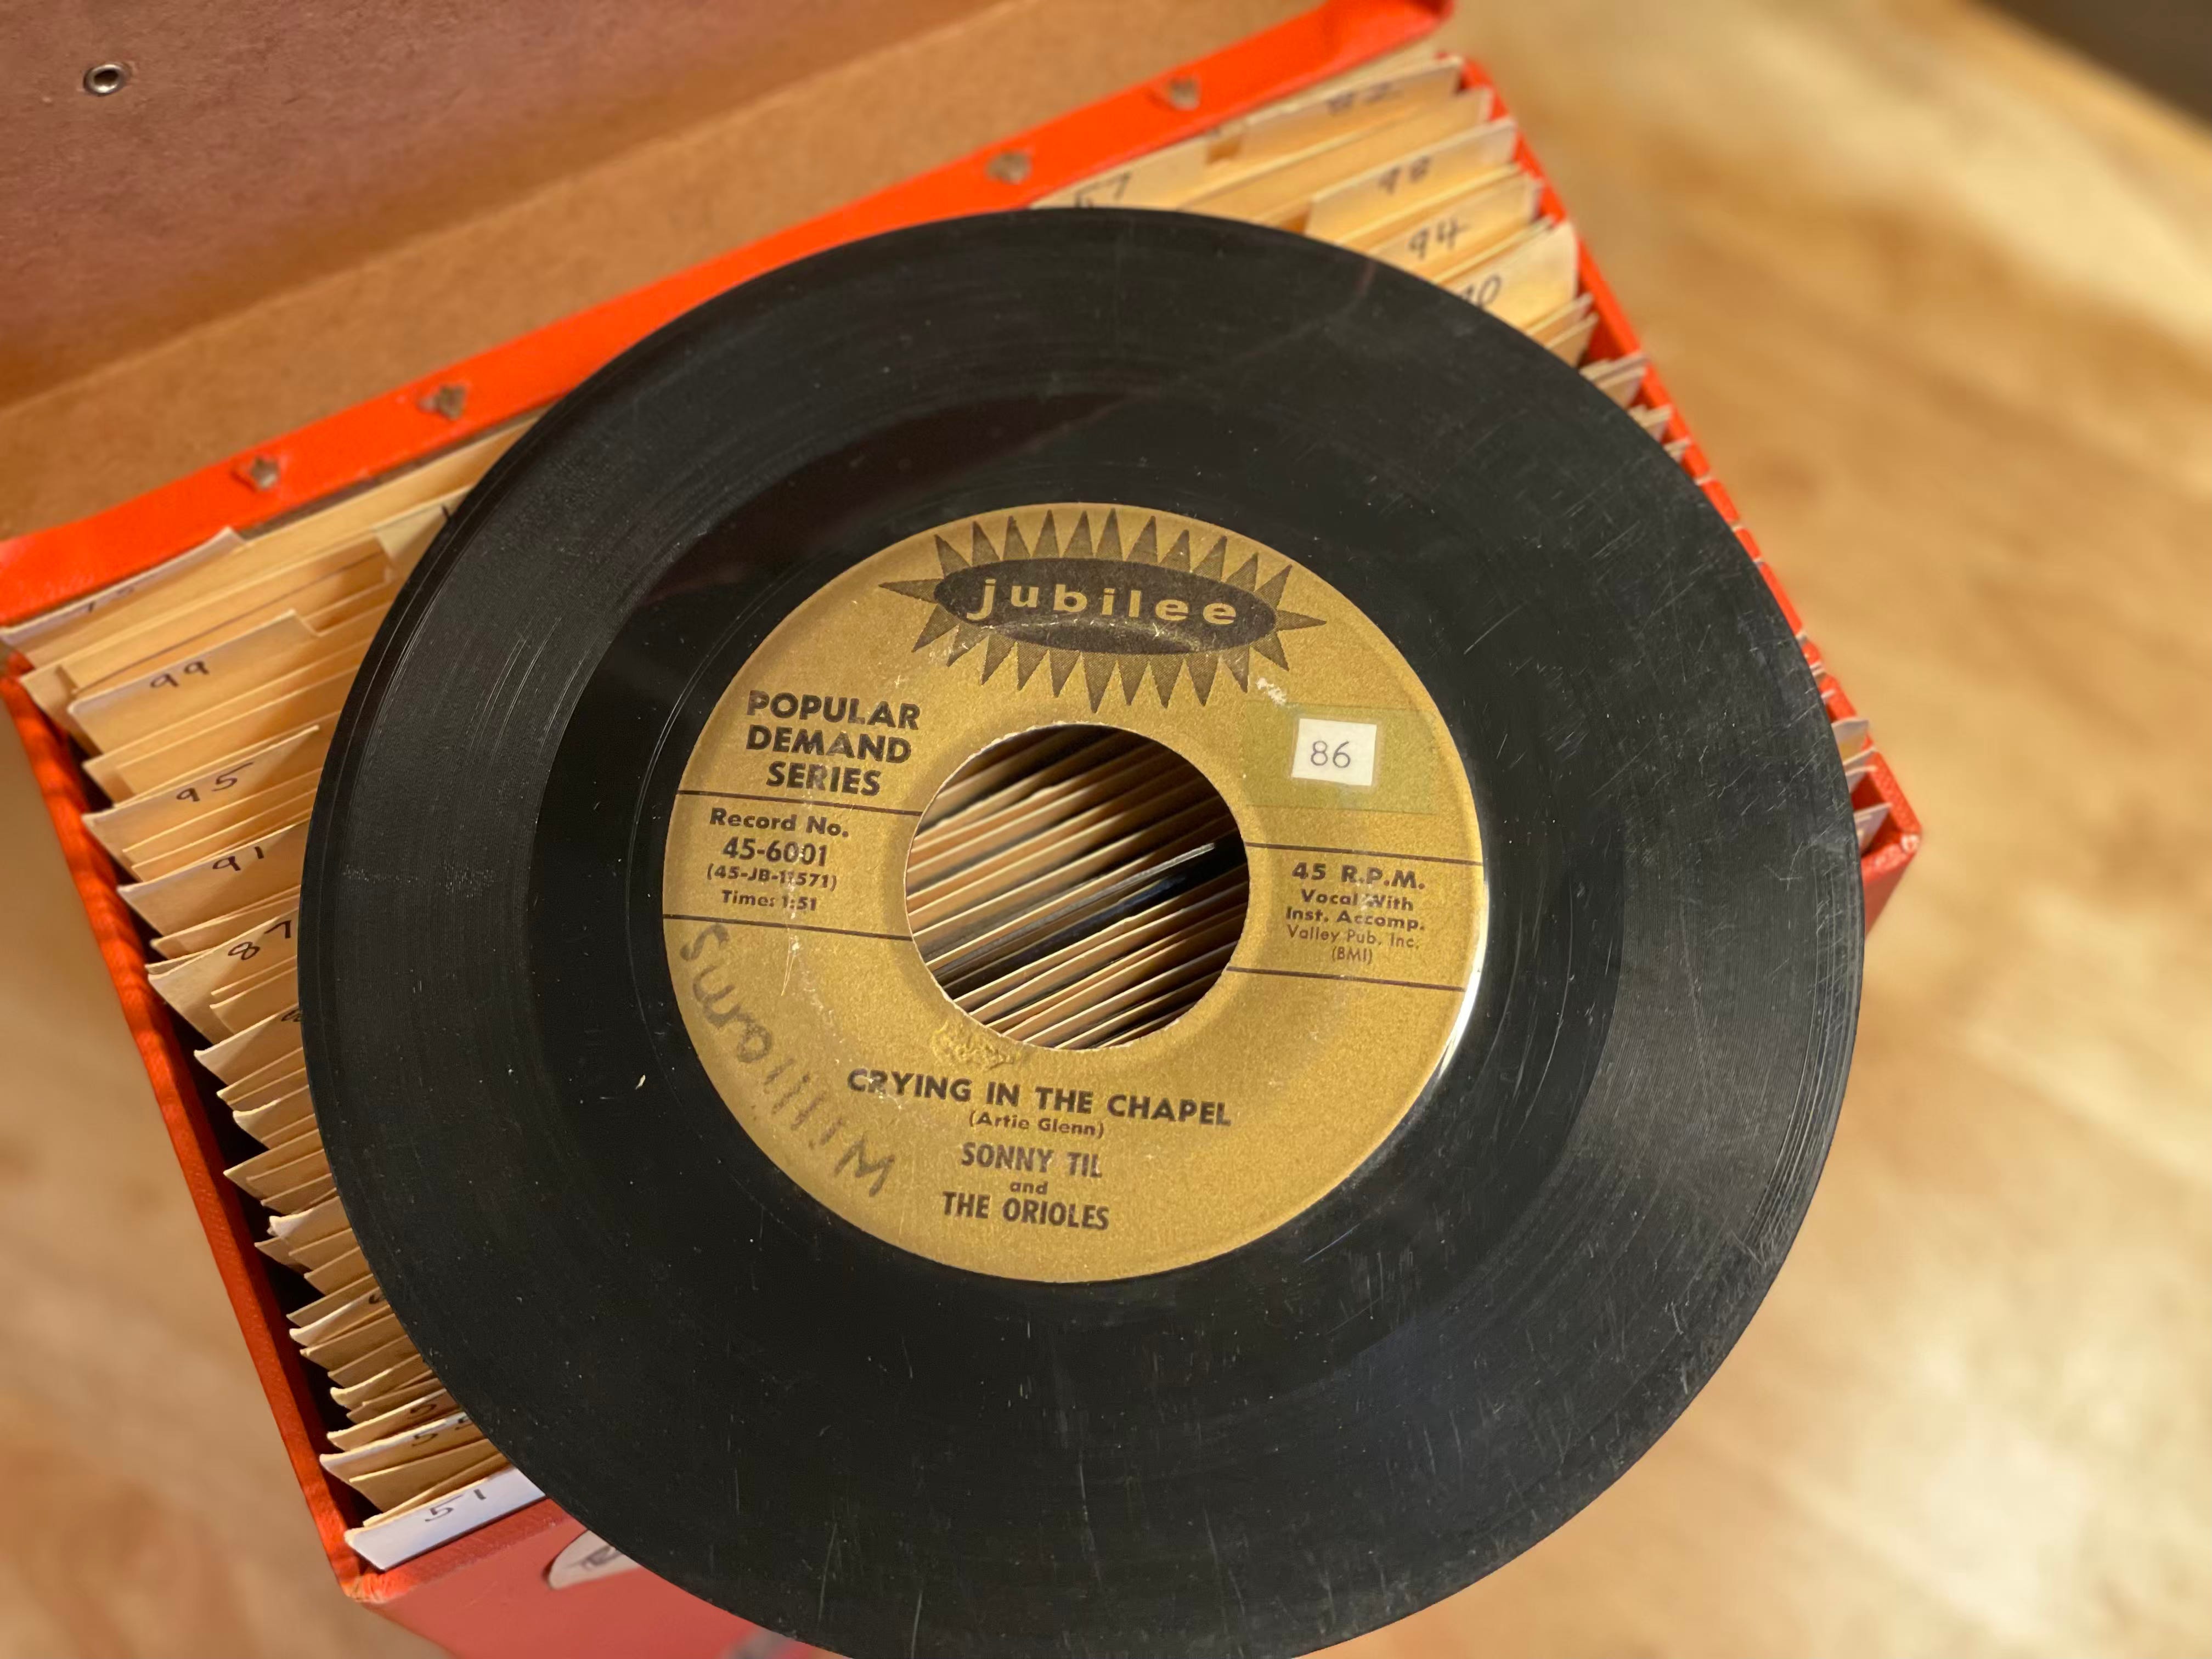 jubilee
POPULAR
DEMAND
SERIES
Record No.
45-6001
(45-JB-11571)
Time: 1:51
86
45 R.P.M.
Vocal With
Inst. Accomp.
Valley Pub. Inc.
(BMI)
CRYING IN THE CHAPEL
(Artie Glenn)
SONNY TIL
and
THE ORIOLES
Williams
57
98
94
99
95
91
87
51